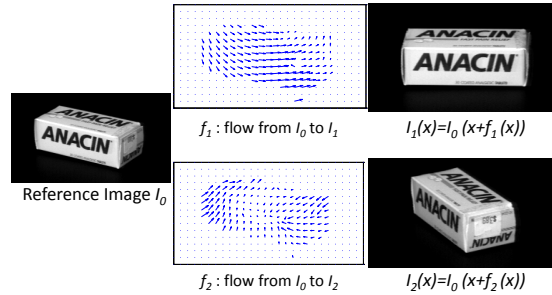 ANACIN
ANACIN
f₁ : flow from I₀ to I₁
I₁(x)=I₀ (x+f₁ (x))
ANACIN
Reference Image I₀
ANACIN
ANACIN
f₂ : flow from I₀ to I₂
I₂(x)=I₀ (x+f₂ (x))